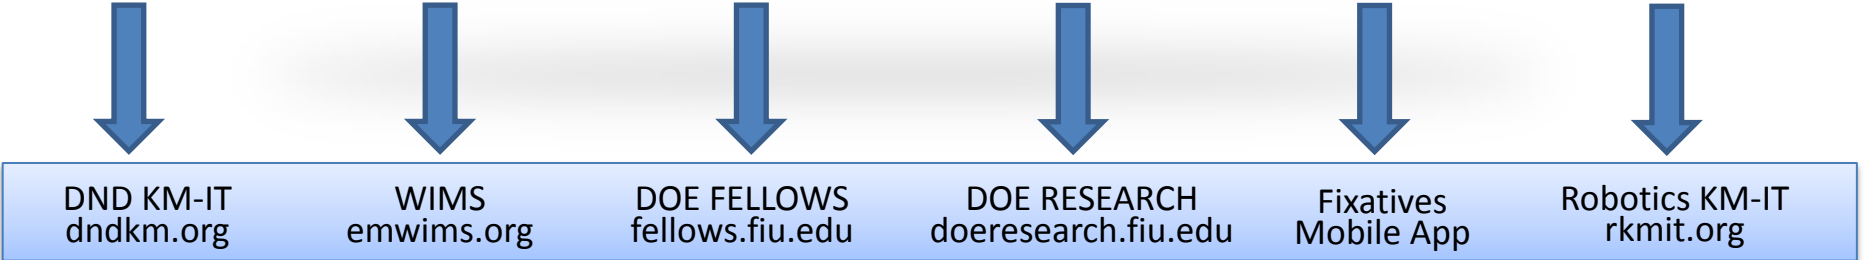 DND KM-IT
dndkm.org
WIMS
emwims.org
DOE FELLOWS
fellows.fiu.edu
DOE RESEARCH
doeresearch.fiu.edu
Fixatives
Mobile App
Robotics KM-IT
rkmit.org